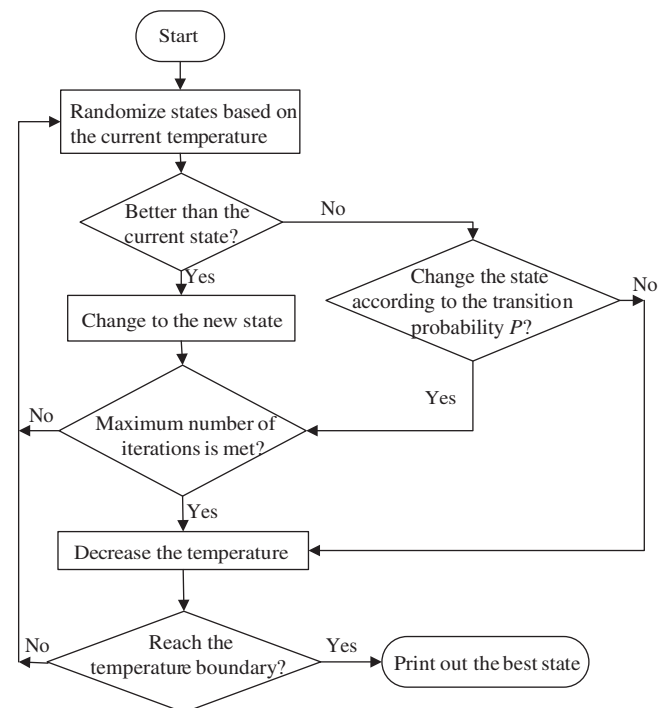 Start
Randomize states based on
the current temperature
Better than the
current state?
No
Yes
Change the state
according to the transition
probability P?
No
Change to the new state
Yes
No
Maximum number of
iterations is met?
Yes
Decrease the temperature
No
Reach the
temperature boundary?
Yes
Print out the best state